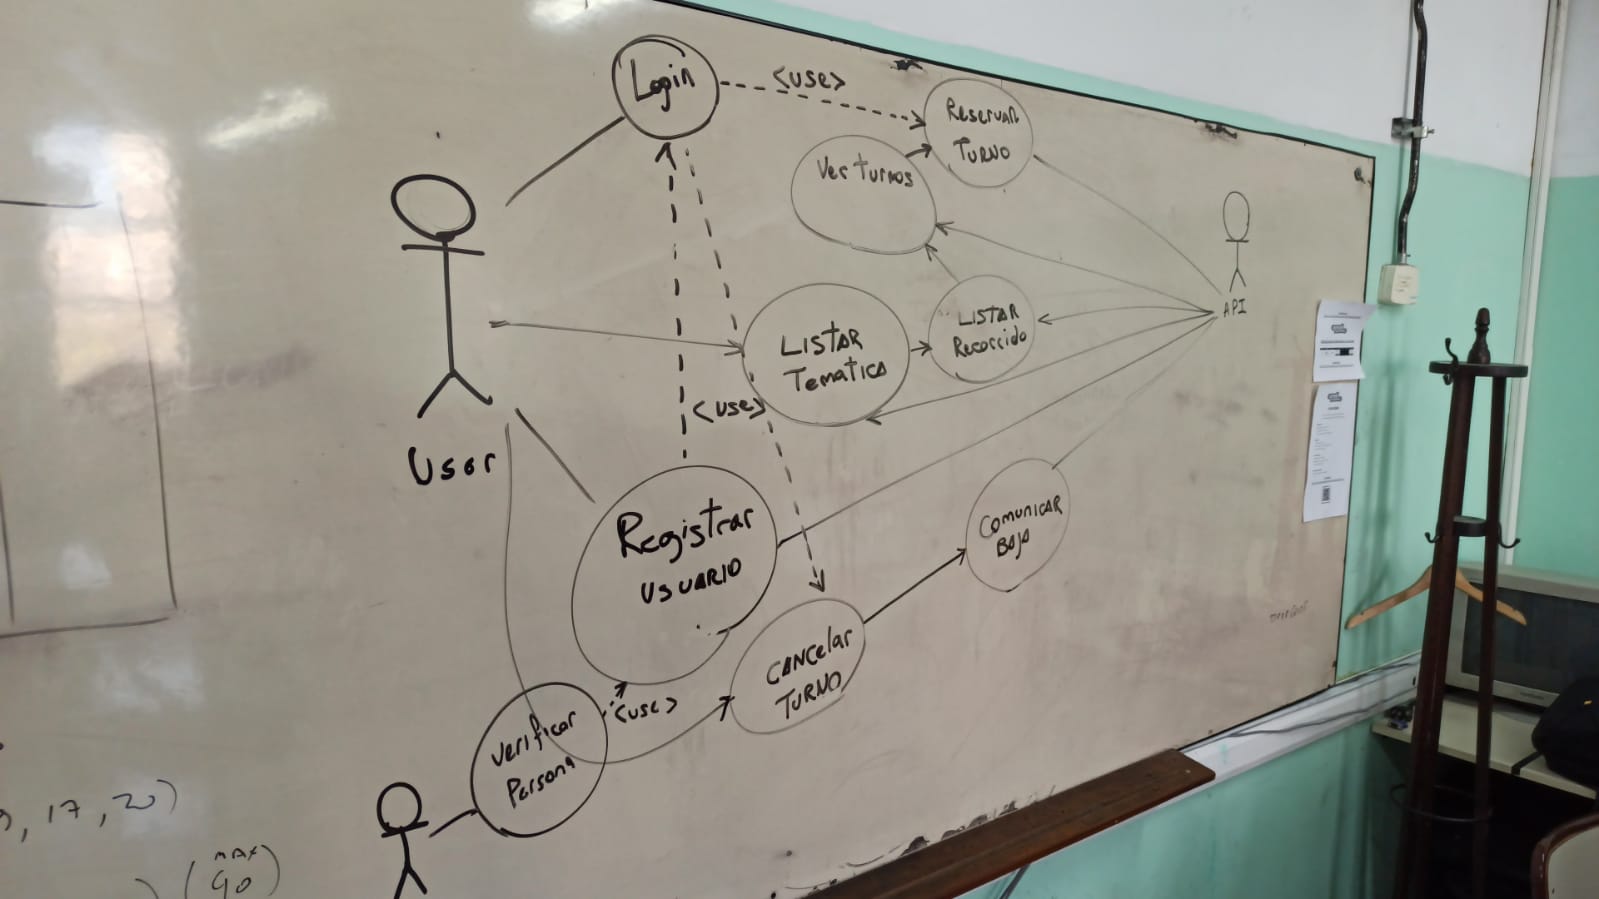 Login
<use>
Reservar
TURNO
Ver turnos
API
LISTAR
Recorrido
LISTAR
Tematica
<use>
User
Registrar
USUARIO
COMUNICAR
BAJA
CANCelar
TURNO
<use>
Verificar
Persona
, 17, 20)
(MAX
90)